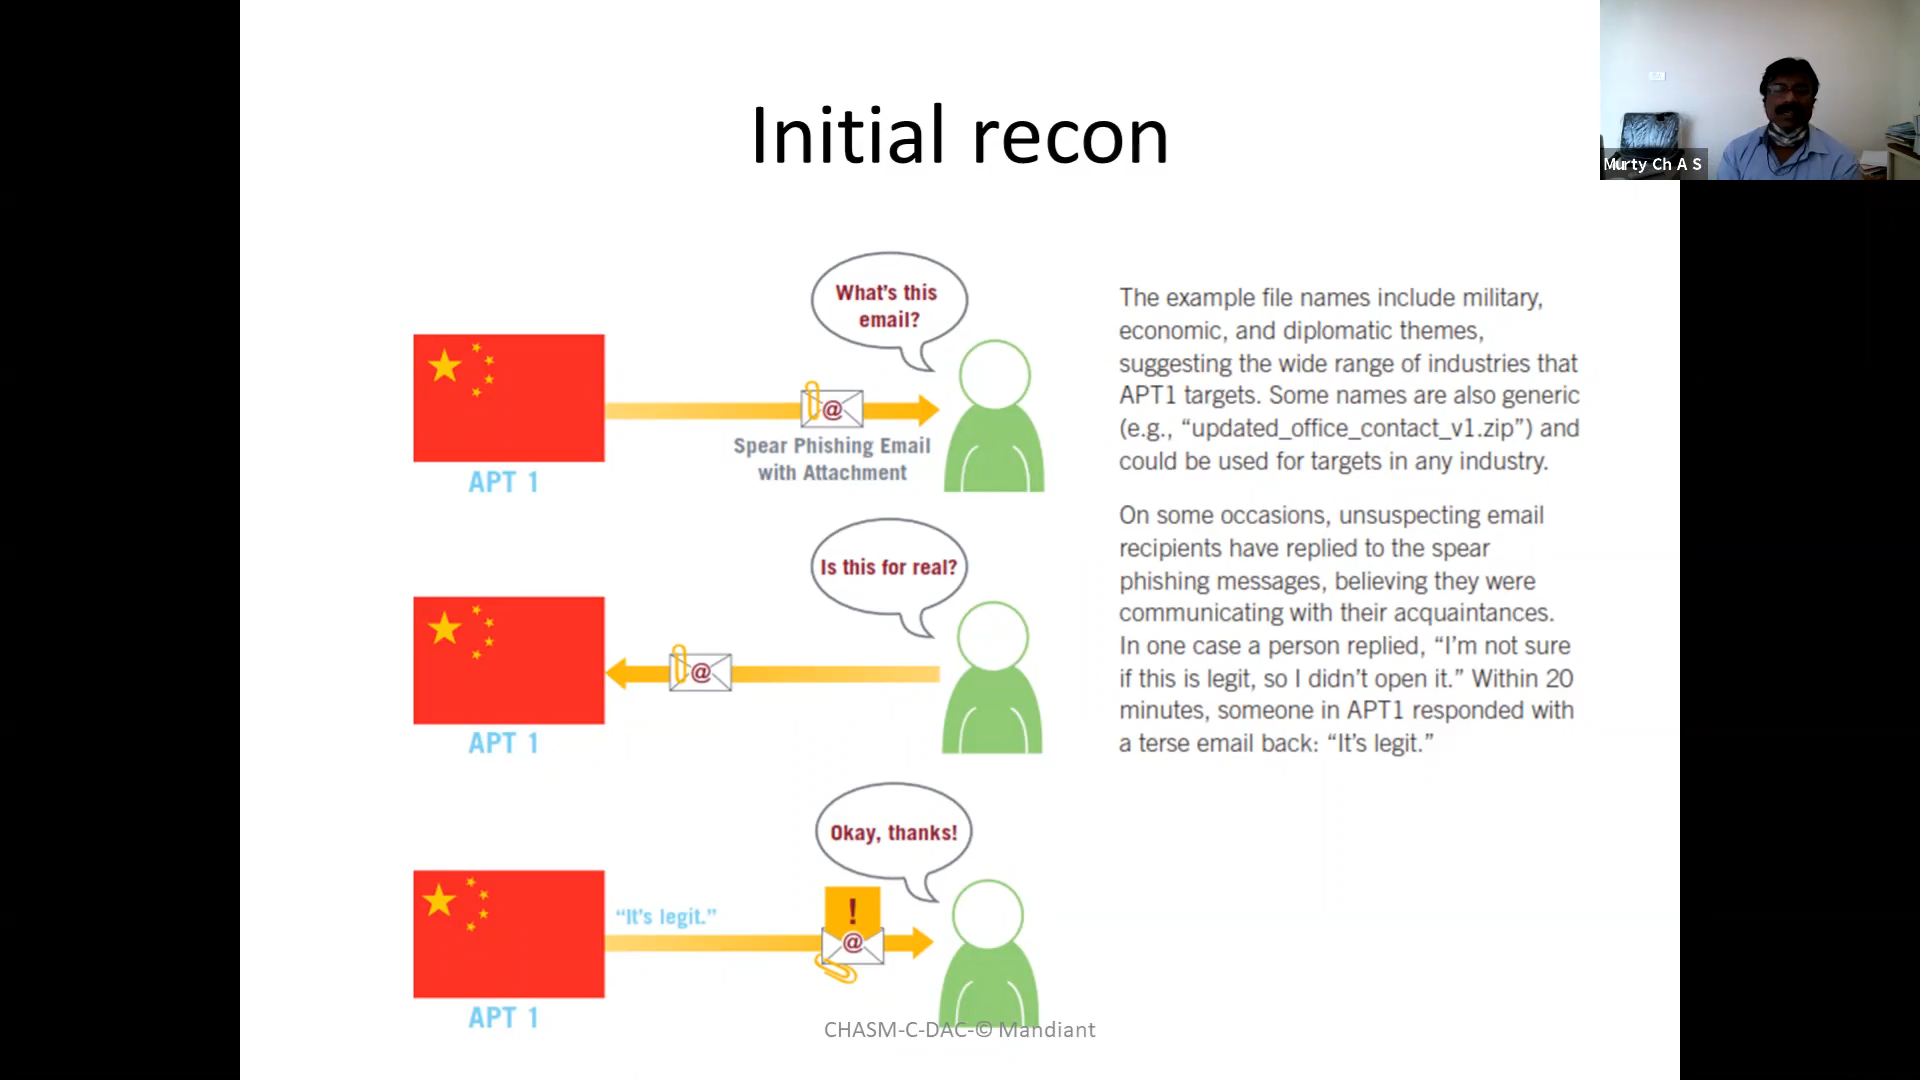 Initial recon
Murty Ch A S
What's this
email?
@
Spear Phishing Email
with Attachment
APT 1
Is this for real?
@
APT 1
Okay, thanks!
!
"It's legit."
@
APT 1
The example file names include military,
economic, and diplomatic themes,
suggesting the wide range of industries that
APT1 targets. Some names are also generic
(e.g., “updated_office_contact_v1.zip”) and
could be used for targets in any industry.
On some occasions, unsuspecting email
recipients have replied to the spear
phishing messages, believing they were
communicating with their acquaintances.
In one case a person replied, “I’m not sure
if this is legit, so I didn’t open it.” Within 20
minutes, someone in APT1 responded with
a terse email back: “It’s legit.”
CHASM-C-DAC-© Mandiant